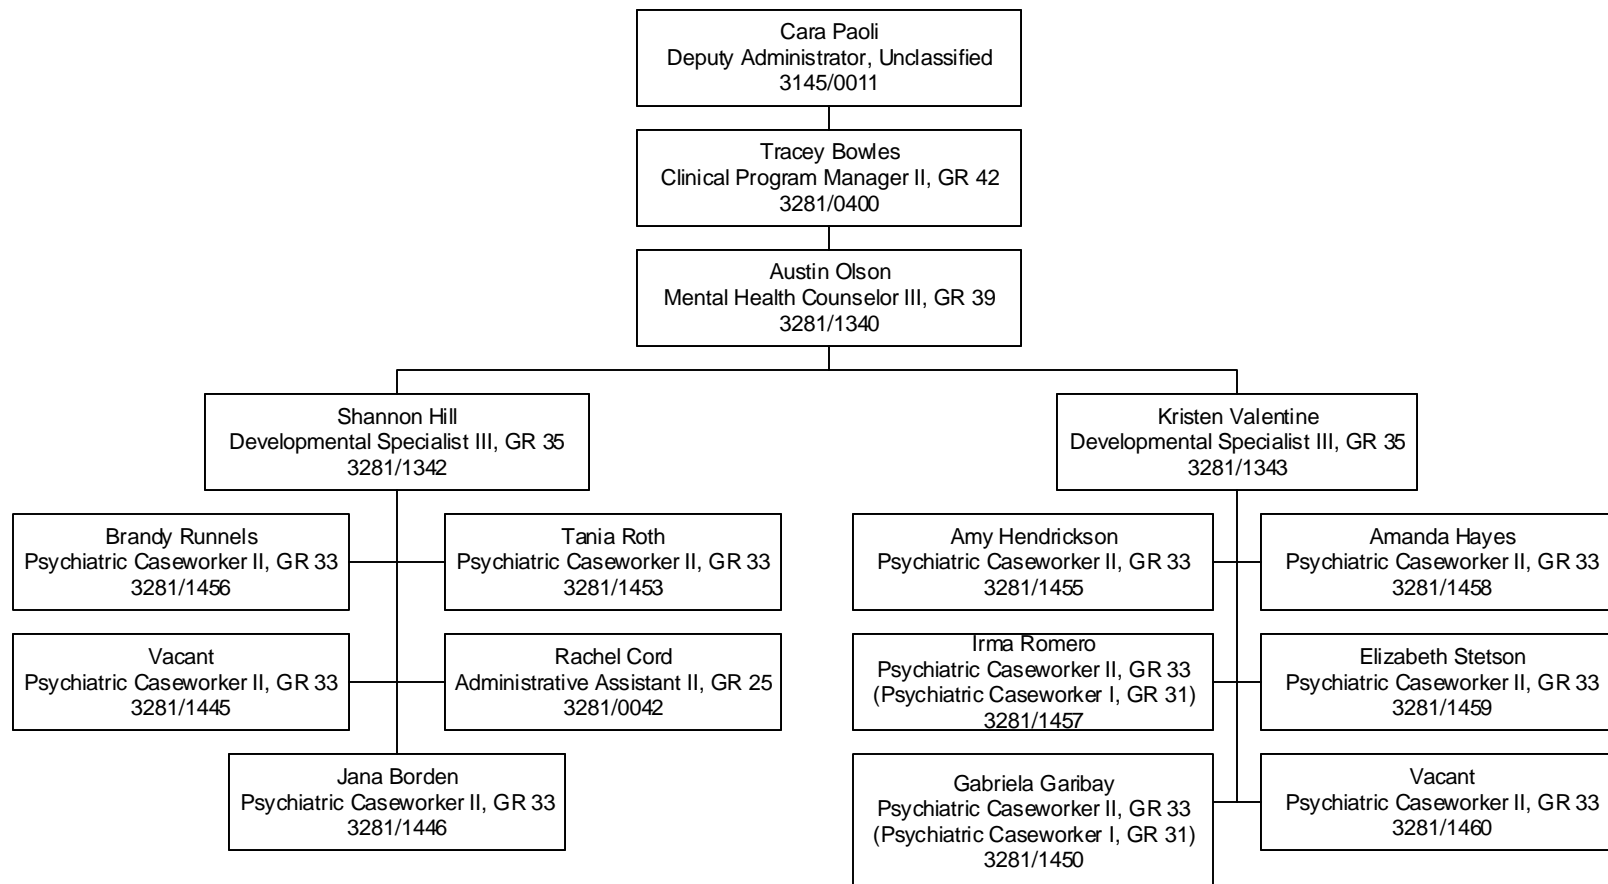 Cara Paoli
Deputy Administrator, Unclassified
3145/0011
Tracey Bowles
Clinical Program Manager II, GR 42
3281/0400
Austin Olson
Mental Health Counselor III, GR 39
3281/1340
Shannon Hill
Developmental Specialist III, GR 35
3281/1342
Kristen Valentine
Developmental Specialist III, GR 35
3281/1343
Brandy Runnels
Psychiatric Caseworker II, GR 33
3281/1456
Tania Roth
Psychiatric Caseworker II, GR 33
3281/1453
Amy Hendrickson
Psychiatric Caseworker II, GR 33
3281/1455
Amanda Hayes
Psychiatric Caseworker II, GR 33
3281/1458
Vacant
Psychiatric Caseworker II, GR 33
3281/1445
Rachel Cord
Administrative Assistant II, GR 25
3281/0042
Irma Romero
Psychiatric Caseworker II, GR 33
(Psychiatric Caseworker I, GR 31)
3281/1457
Elizabeth Stetson
Psychiatric Caseworker II, GR 33
3281/1459
Jana Borden
Psychiatric Caseworker II, GR 33
3281/1446
Gabriela Garibay
Psychiatric Caseworker II, GR 33
(Psychiatric Caseworker I, GR 31)
3281/1450
Vacant
Psychiatric Caseworker II, GR 33
3281/1460